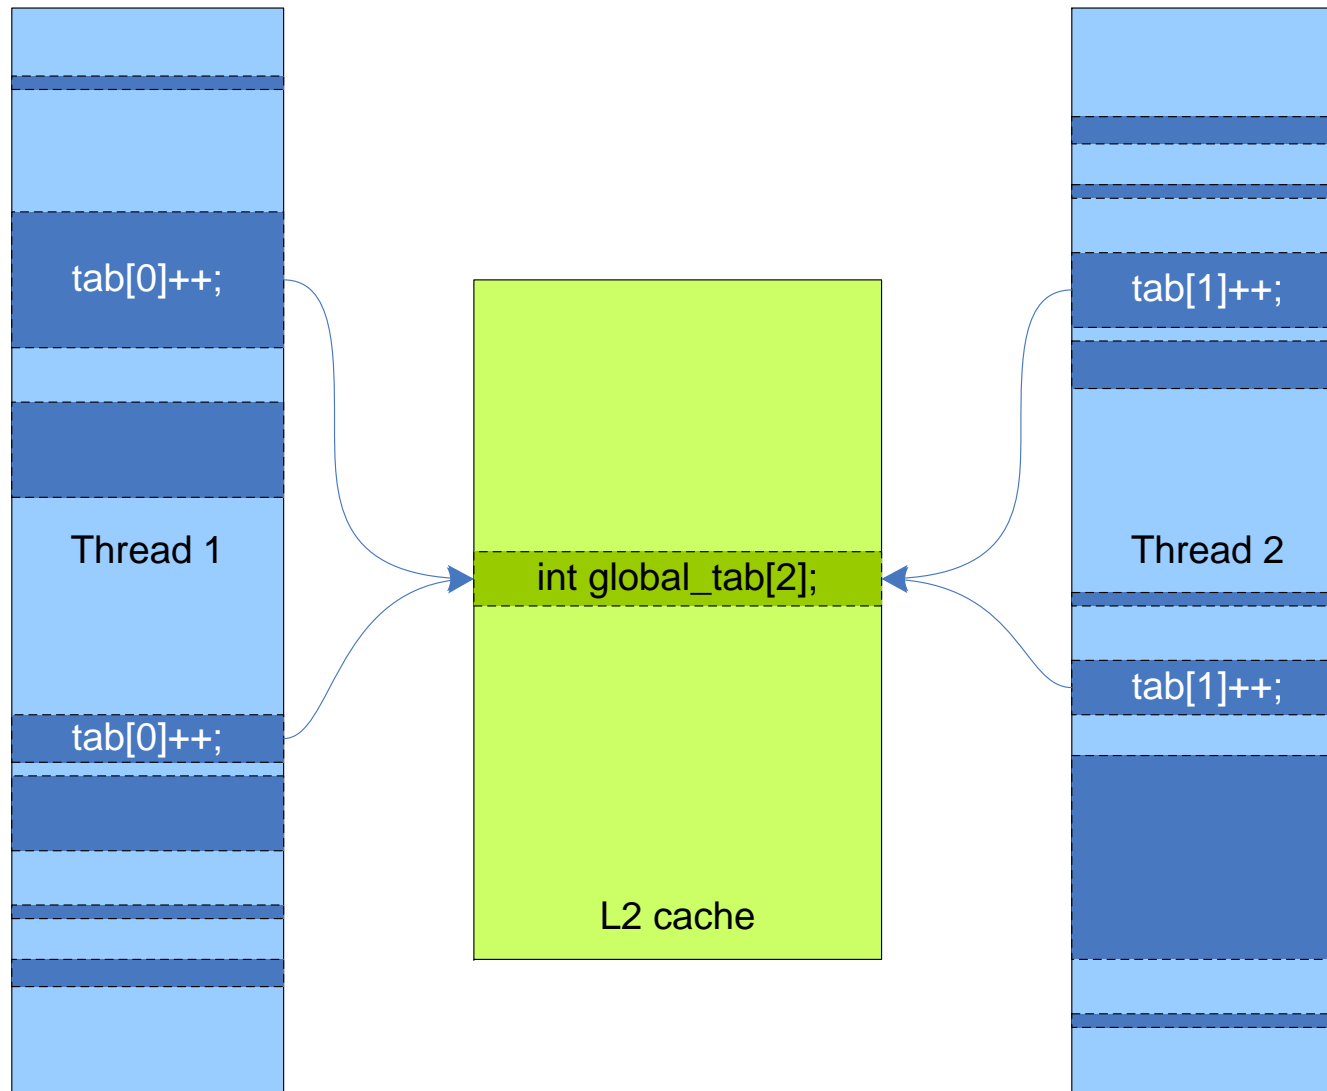 tab[0]++;
tab[1]++;
Thread 1
Thread 2
int global_tab[2];
tab[1]++;
tab[0]++;
L2 cache